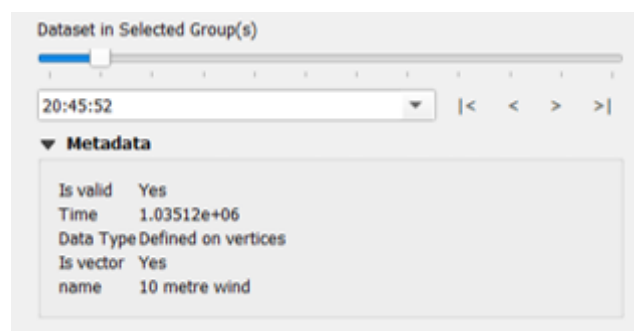 Dataset in Selected Group(s)
20:45:52 |< < > >|
Metadata
Is valid Yes
Time 1.03512e+06
Data Type Defined on vertices
Is vector Yes
name 10 metre wind